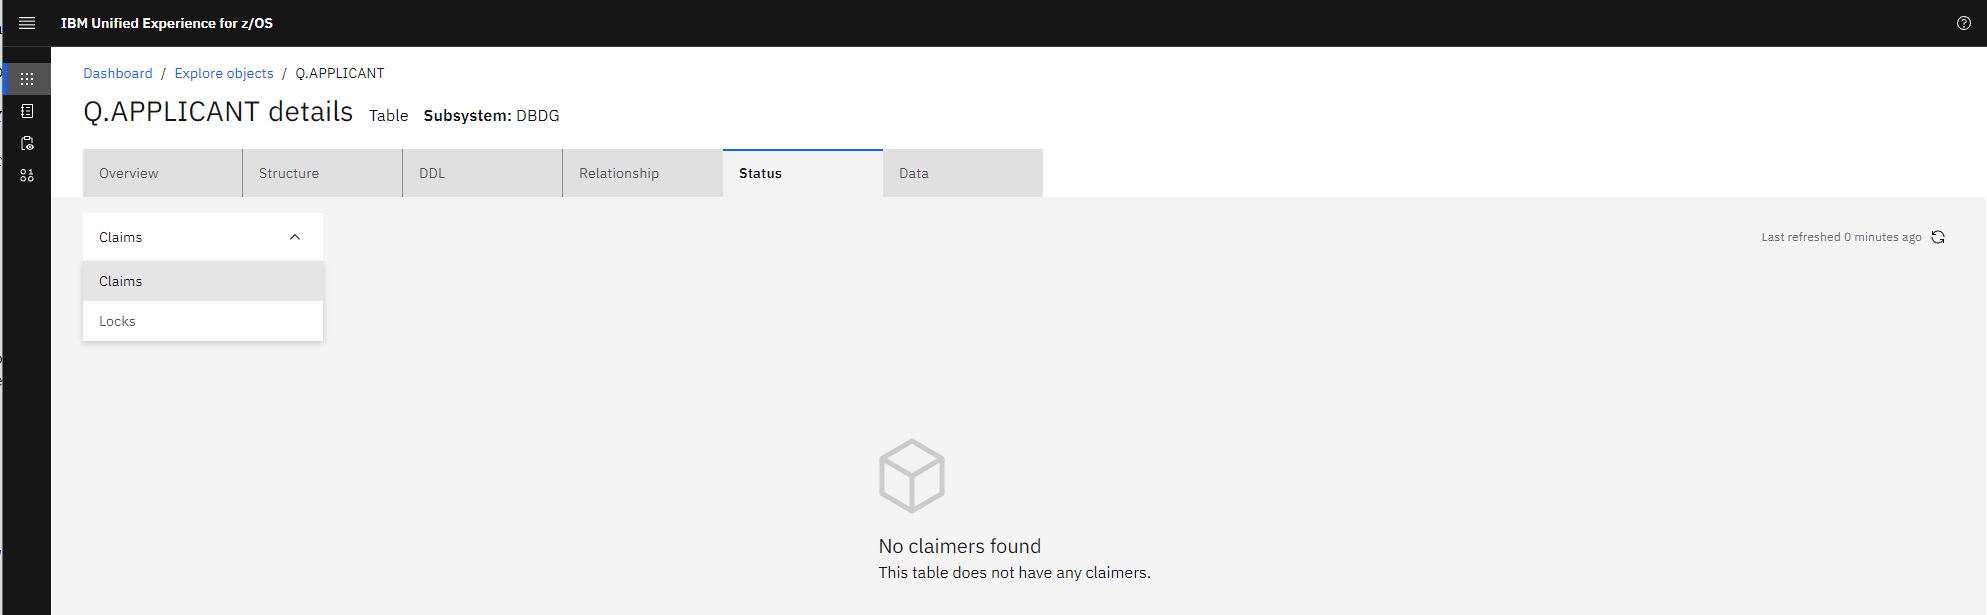 IBM Unified Experience for z/OS
Dashboard / Explore objects / Q.APPLICANT
Q.APPLICANT details Table Subsystem: DBDG
Overview Structure DDL Relationship Status Data
Claims
Last refreshed 0 minutes ago
Claims
Locks
No claimers found
This table does not have any claimers.